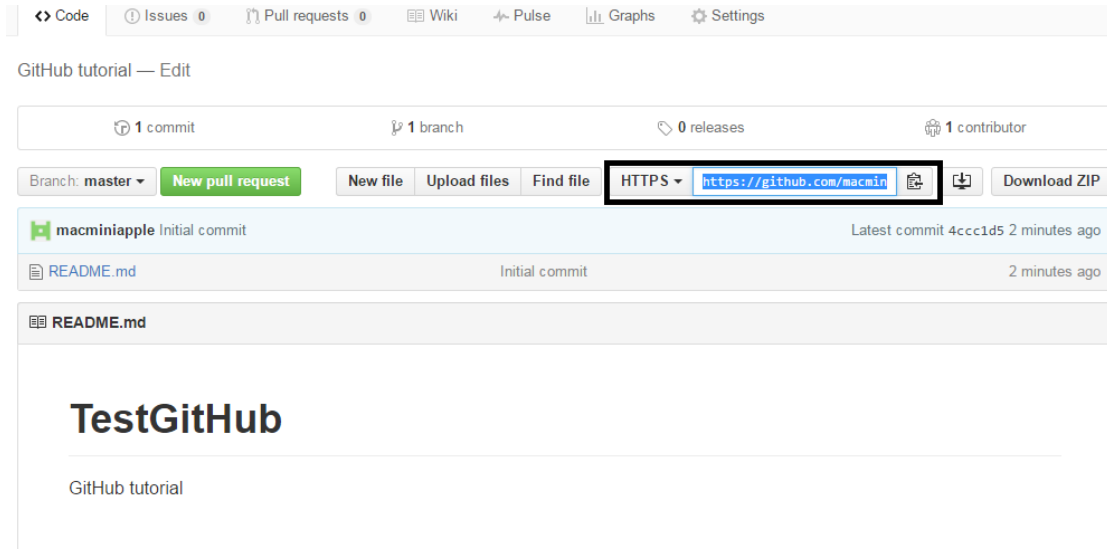 <> Code Issues 0 Pull requests 0 Wiki Pulse Graphs Settings
GitHub tutorial — Edit
1 commit 1 branch 0 releases 1 contributor
Branch: master New pull request New file Upload files Find file HTTPS https://github.com/macmin Download ZIP
macminiapple Initial commit Latest commit 4ccc1d5 2 minutes ago
README.md Initial commit 2 minutes ago
README.md
TestGitHub
GitHub tutorial